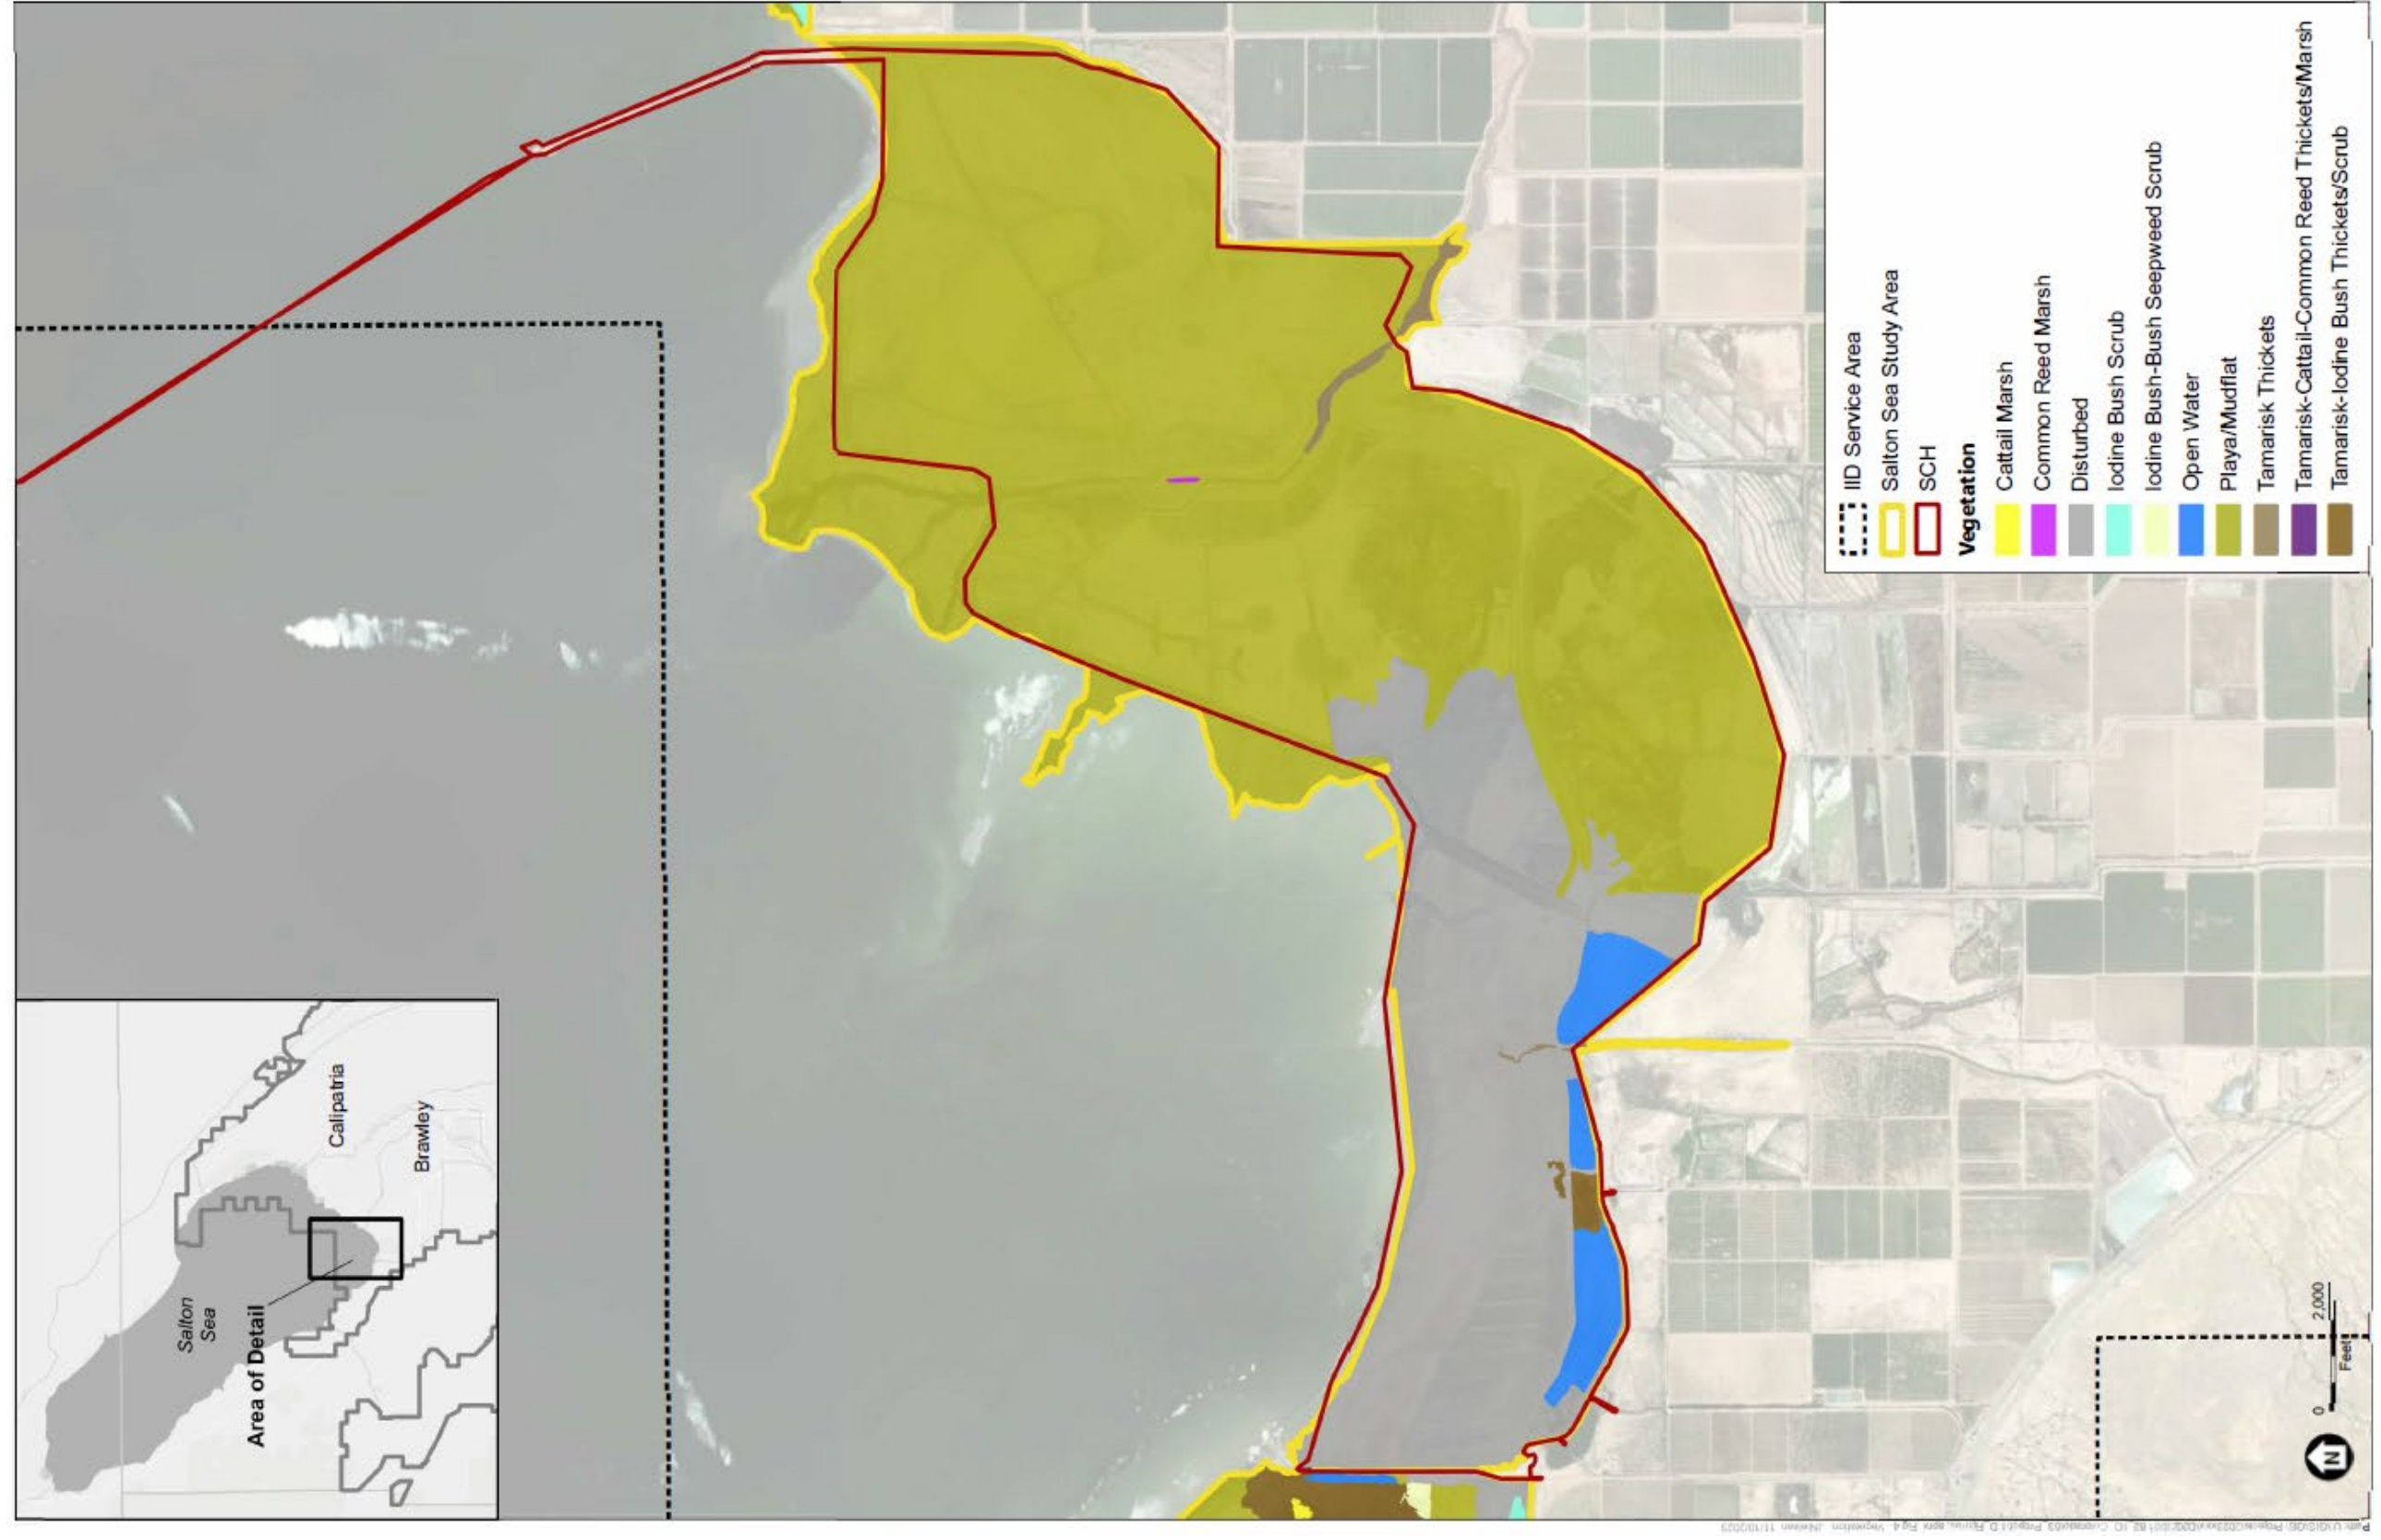 Salton
Sea
Area of Detail
Calipatria
Brawley
IID Service Area
Salton Sea Study Area
SCH
Vegetation
Cattail Marsh
Common Reed Marsh
Disturbed
Iodine Bush Scrub
Iodine Bush-Bush Seepweed Scrub
Open Water
Playa/Mudflat
Tamarisk Thickets
Tamarisk-Cattail-Common Reed Thickets/Marsh
Tamarisk-Iodine Bush Thickets/Scrub
N
0 2,000
Feet